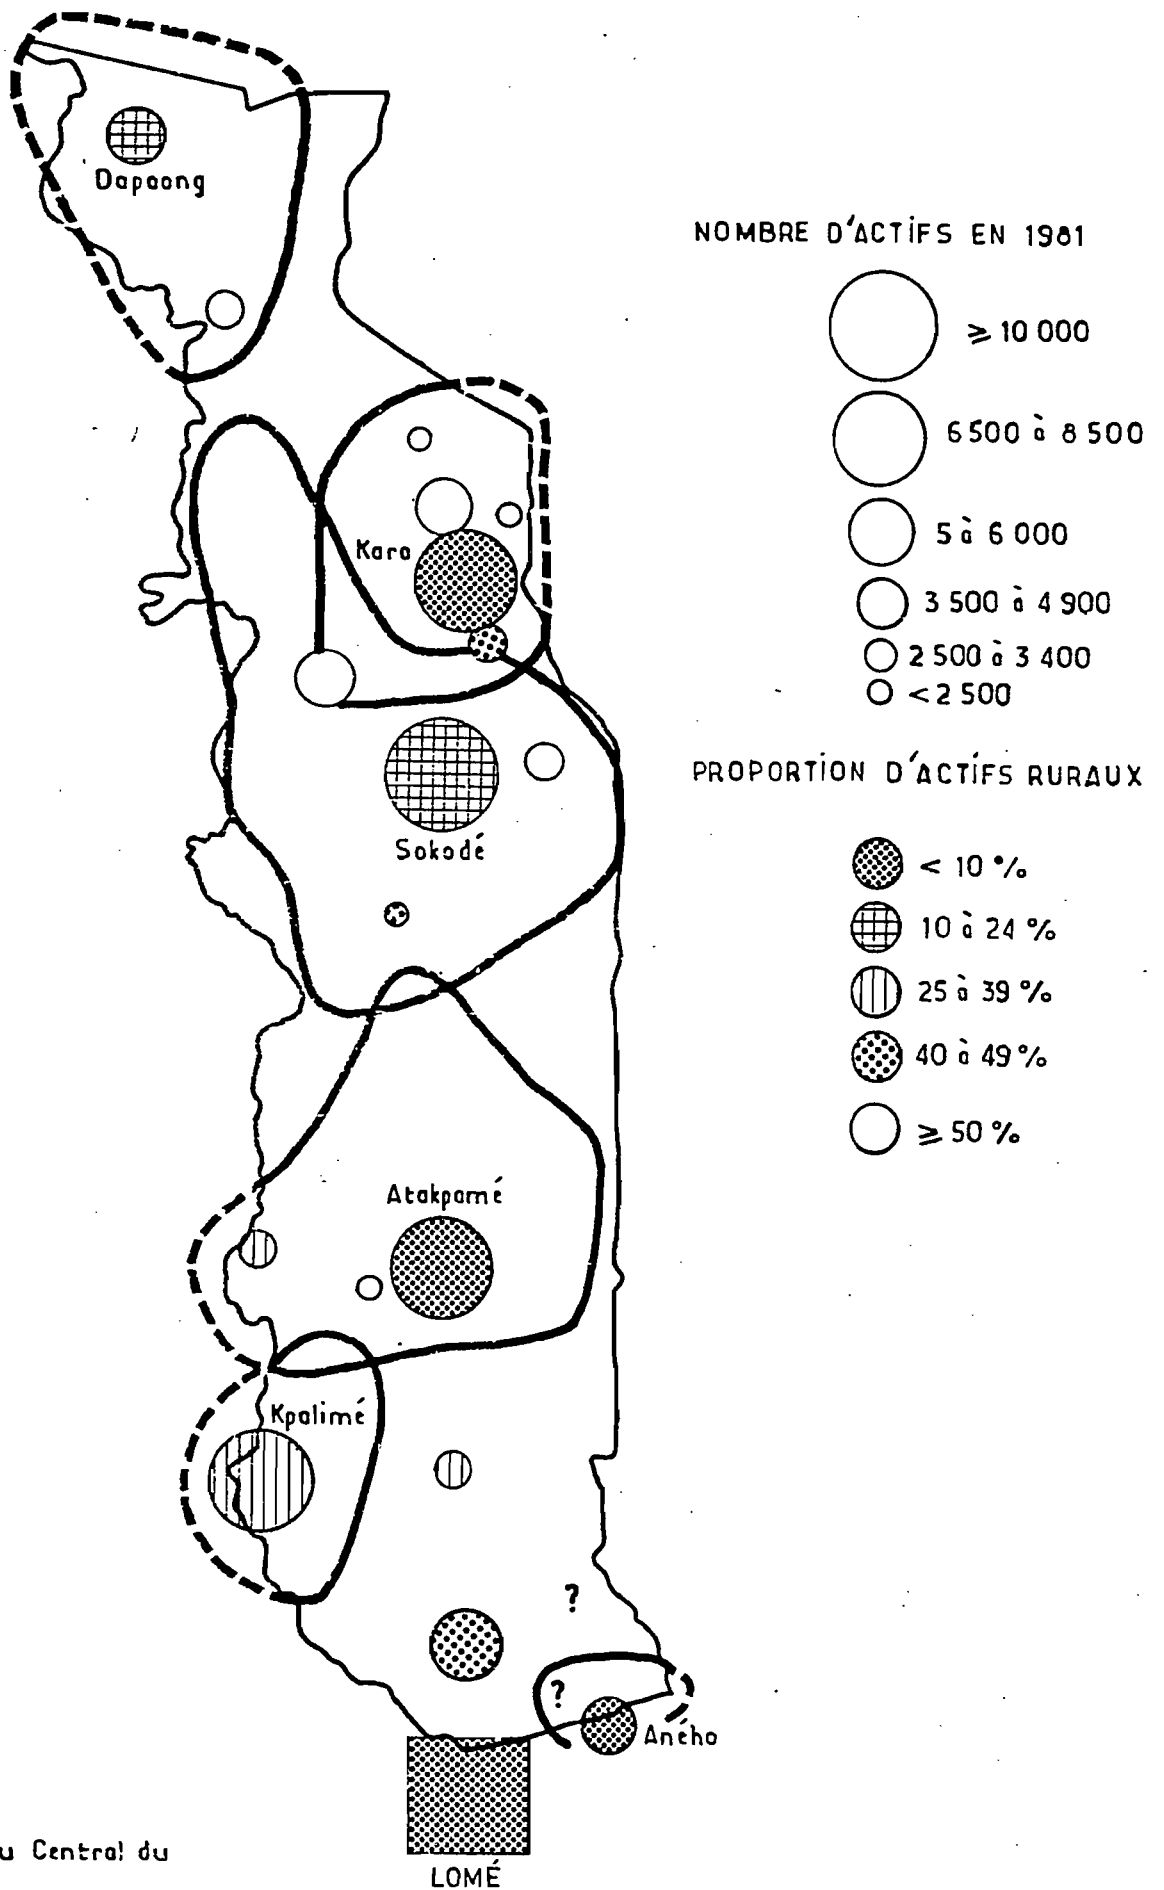 Dapaong
NOMBRE D'ACTIFS EN 1981
≥ 10 000
6 500 à 8 500
5 à 6 000
3 500 à 4 900
2 500 à 3 400
< 2 500
Kara
Sokodé
PROPORTION D'ACTIFS RURAUX
< 10 %
10 à 24 %
25 à 39 %
40 à 49 %
≥ 50 %
Atakpamé
Kpalimé
?
?
Aného
u Central du
LOMÉ